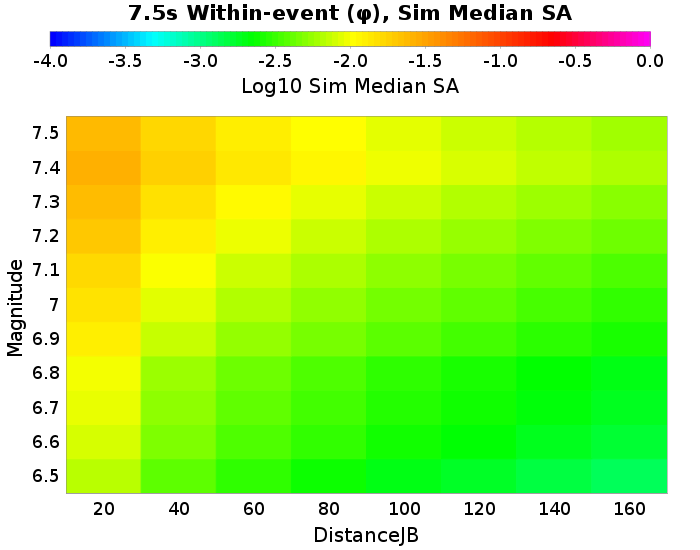 7.5s Within-event (φ), Sim Median SA
-4.0 -3.5 -3.0 -2.5 -2.0 -1.5 -1.0 -0.5 0.0
Log10 Sim Median SA
7.5
7.4
7.3
7.2
7.1
7
6.9
6.8
6.7
6.6
6.5
Magnitude
20 40 60 80 100 120 140 160
DistanceJB